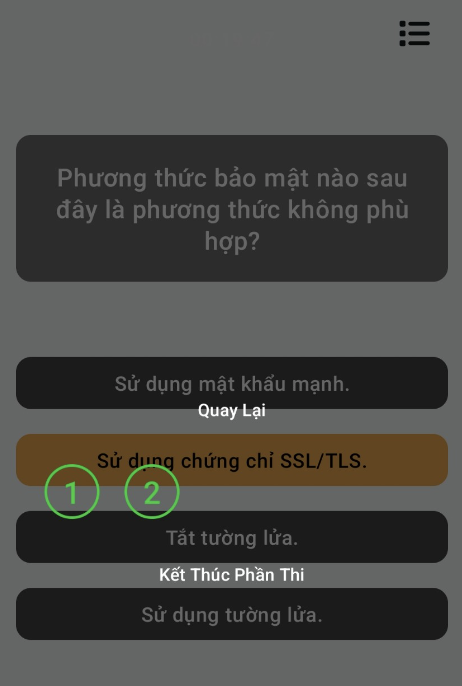 Phương thức bảo mật nào sau
đây là phương thức không phù
hợp?
Sử dụng mật khẩu mạnh.
Quay Lại
Sử dụng chứng chỉ SSL/TLS.
1 2
Tắt tường lửa.
Kết Thúc Phần Thi
Sử dụng tường lửa.